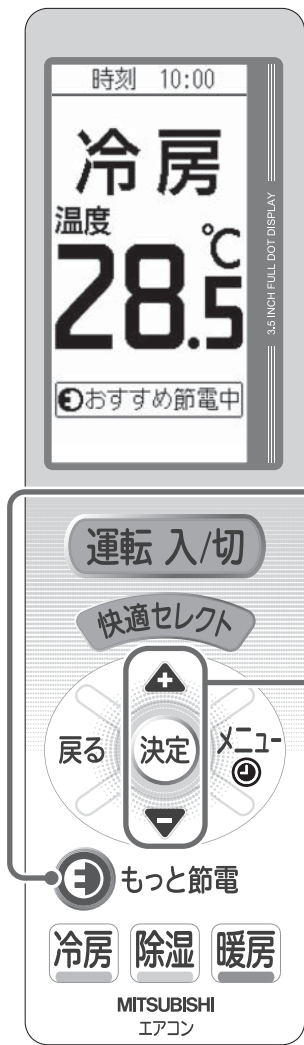 時刻 10:00
冷房
温度
28.5℃
おすすめ節電中
3.5 INCH FULL DOT DISPLAY
運転 入/切
快適セレクト
戻る 決定 メニュー
もっと節電
冷房 除湿 暖房
MITSUBISHI
エアコン